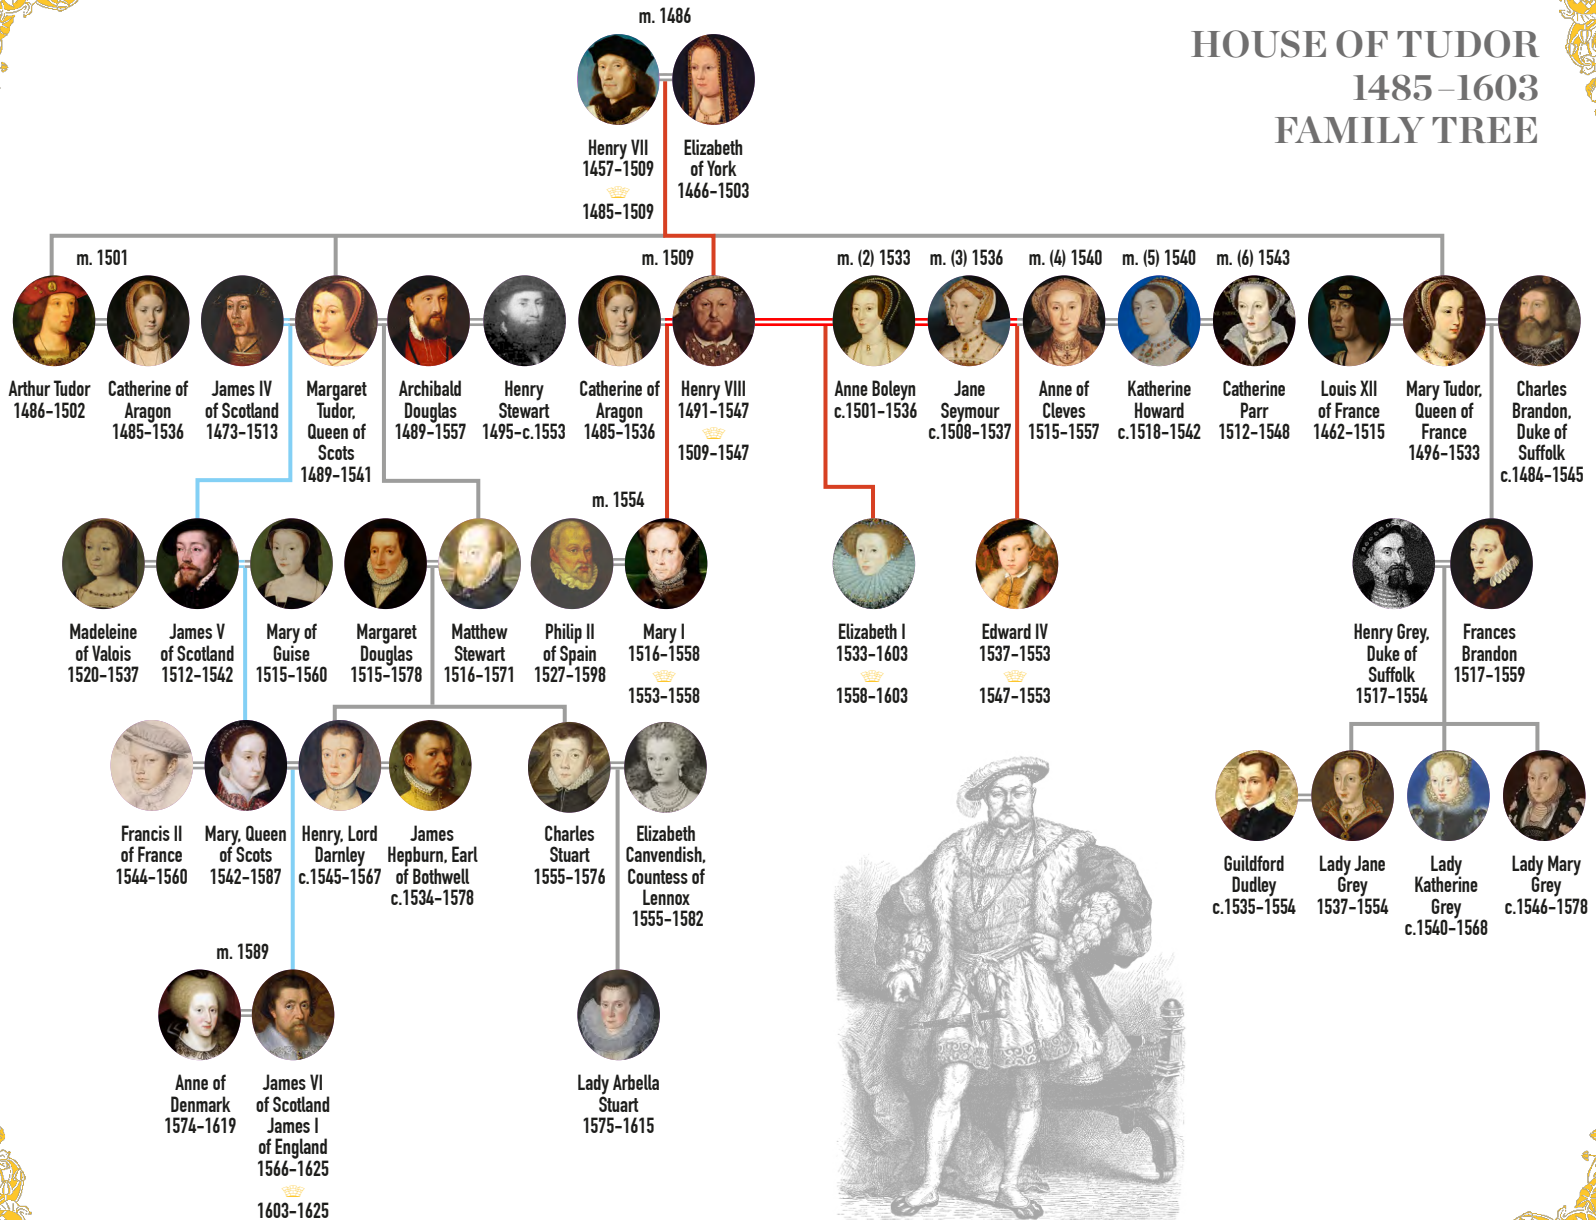 HOUSE OF TUDOR
1485–1603
FAMILY TREE
m. 1486
Henry VII
1457–1509
1485–1509
Elizabeth
of York
1466–1503
m. 1501
m. 1509
m. (2) 1533
m. (3) 1536
m. (4) 1540
m. (5) 1540
m. (6) 1543
Arthur Tudor
1486–1502
Catherine of
Aragon
1485–1536
James IV
of Scotland
1473–1513
Margaret
Tudor,
Queen of
Scots
1489–1541
Archibald
Douglas
1489–1557
Henry
Stewart
1495–c.1553
Catherine of
Aragon
1485–1536
Henry VIII
1491–1547
1509–1547
Anne Boleyn
c.1501–1536
Jane
Seymour
c.1508–1537
Anne of
Cleves
1515–1557
Katherine
Howard
c.1518–1542
Catherine
Parr
1512–1548
Louis XII
of France
1462–1515
Mary Tudor,
Queen of
France
1496–1533
Charles
Brandon,
Duke of
Suffolk
c.1484–1545
m. 1554
Madeleine
of Valois
1520–1537
James V
of Scotland
1512–1542
Mary of
Guise
1515–1560
Margaret
Douglas
1515–1578
Matthew
Stewart
1516–1571
Philip II
of Spain
1527–1598
Mary I
1516–1558
1553–1558
Elizabeth I
1533–1603
1558–1603
Edward IV
1537–1553
1547–1553
Henry Grey,
Duke of
Suffolk
1517–1554
Frances
Brandon
1517–1559
Francis II
of France
1544–1560
Mary, Queen
of Scots
1542–1587
Henry, Lord
Darnley
c.1545–1567
James
Hepburn, Earl
of Bothwell
c.1534–1578
Charles
Stuart
1555–1576
Elizabeth
Canvendish,
Countess of
Lennox
1555–1582
Guildford
Dudley
c.1535–1554
Lady Jane
Grey
1537–1554
Lady
Katherine
Grey
c.1540–1568
Lady Mary
Grey
c.1546–1578
m. 1589
Anne of
Denmark
1574–1619
James VI
of Scotland
James I
of England
1566–1625
1603–1625
Lady Arbella
Stuart
1575–1615